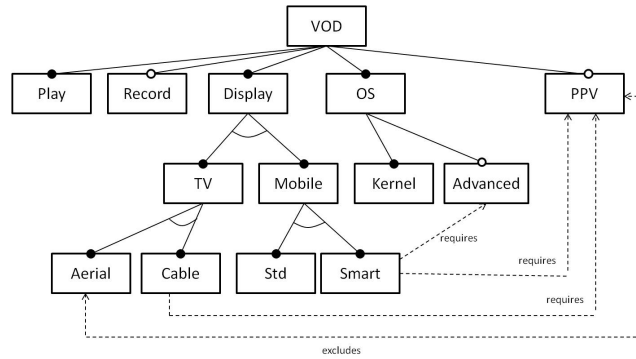 VOD
Play
Record
Display
OS
PPV
TV
Mobile
Kernel
Advanced
requires
Aerial
Cable
Std
Smart
requires
requires
excludes